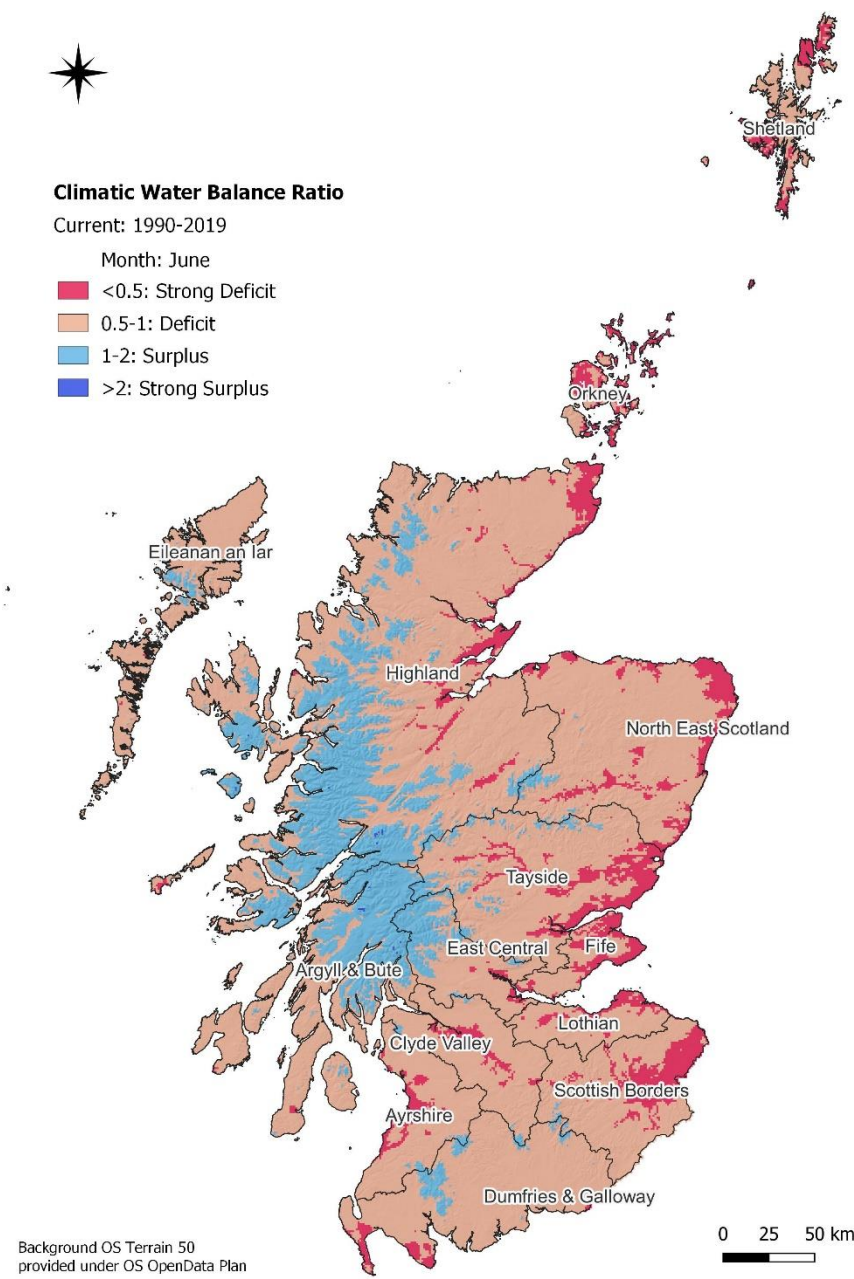 Shetland
Climatic Water Balance Ratio
Current: 1990-2019
Month: June
<0.5: Strong Deficit
0.5-1: Deficit
1-2: Surplus
>2: Strong Surplus
Orkney
Eileanan an Iar
Highland
North East Scotland
Tayside
East Central
Fife
Argyll & Bute
Lothian
Clyde Valley
Scottish Borders
Ayrshire
Dumfries & Galloway
0 25 50 km
Background OS Terrain 50
provided under OS OpenData Plan